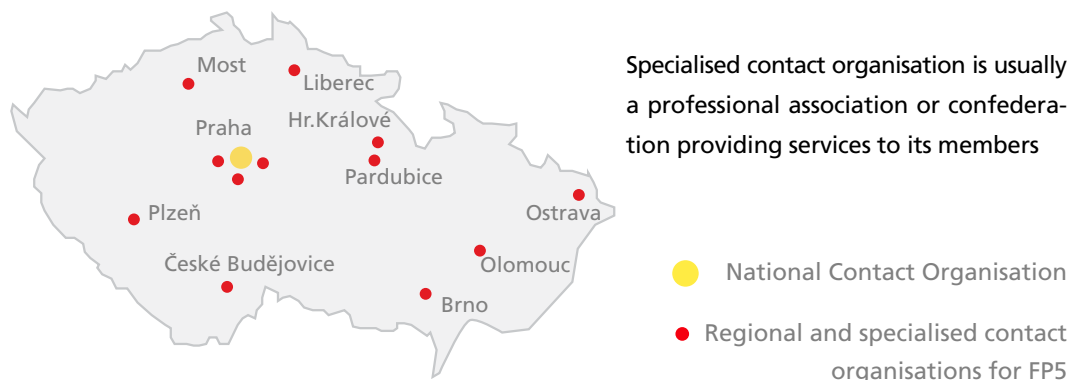 Most
Liberec
Praha
Hr.Králové
Pardubice
Plzeň
Ostrava
České Budějovice
Olomouc
Brno
Specialised contact organisation is usually
a professional association or confedera-
tion providing services to its members
National Contact Organisation
Regional and specialised contact
organisations for FP5